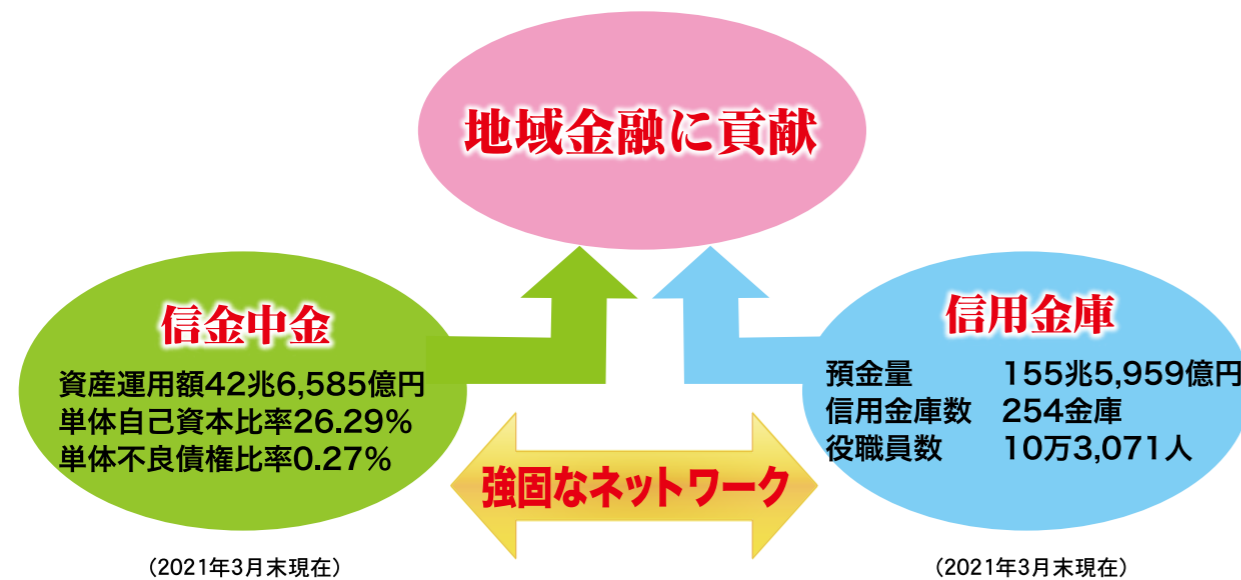 地域金融に貢献
信金中金
資産運用額42兆6,585億円
単体自己資本比率26.29%
単体不良債権比率0.27%
(2021年3月末現在)
強固なネットワーク
信用金庫
預金量 155兆5,959億円
信用金庫数 254金庫
役職員数 10万3,071人
(2021年3月末現在)